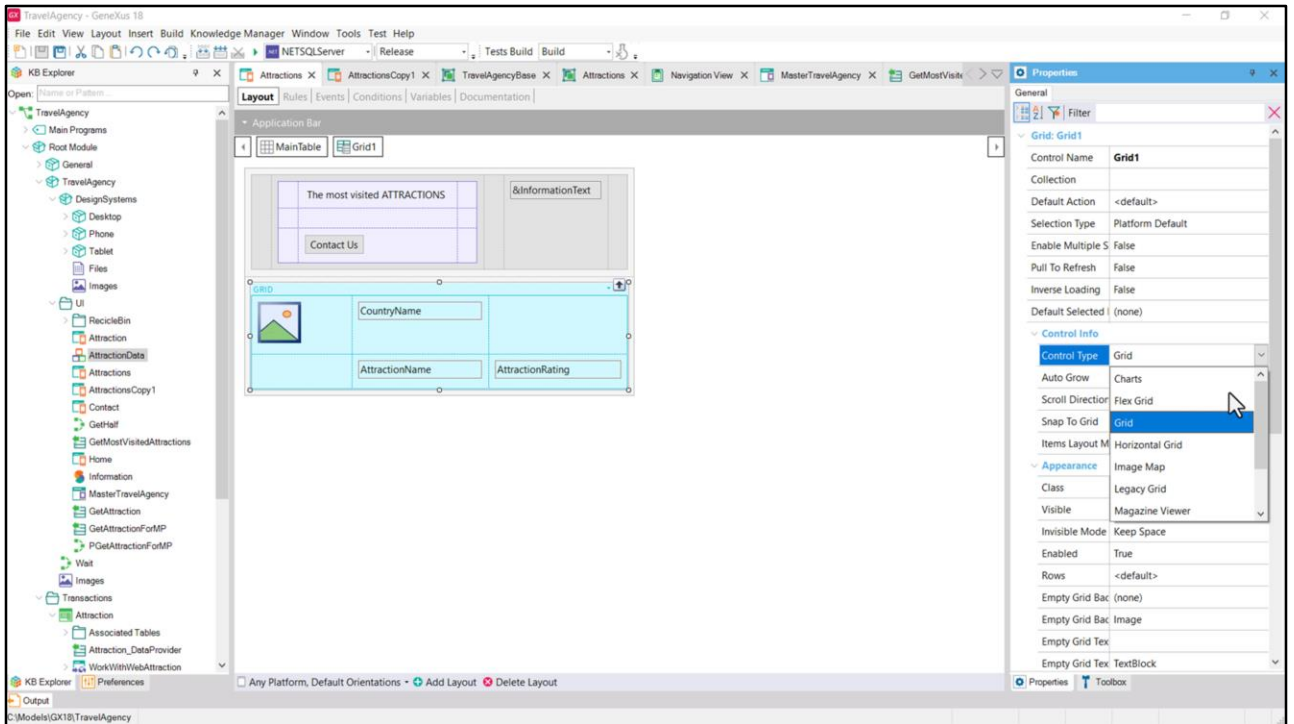 GX TravelAgency - GeneXus 18
File Edit View Layout Insert Build Knowledge Manager Window Tools Test Help
NETSQLServer Release Tests Build Build
KB Explorer
Open: Name or Pattern...
TravelAgency
Main Programs
Root Module
General
TravelAgency
DesignSystems
Desktop
Phone
Tablet
Files
Images
UI
RecicleBin
Attraction
AttractionData
Attractions
AttractionsCopy1
Contact
GetHalf
GetMostVisitedAttractions
Home
Information
MasterTravelAgency
GetAttraction
GetAttractionForMP
PGetAttractionForMP
Wait
Images
Transactions
Attraction
Associated Tables
Attraction_DataProvider
WorkWithWebAttraction
KB Explorer Preferences
Output
C:\Models\GX18\TravelAgency
Attractions X AttractionsCopy1 X TravelAgencyBase X Attractions X Navigation View X MasterTravelAgency X GetMostVisite
Layout Rules Events Conditions Variables Documentation
Application Bar
MainTable Grid1
The most visited ATTRACTIONS &InformationText
Contact Us
GRID
CountryName
AttractionName AttractionRating
Any Platform, Default Orientations Add Layout Delete Layout
Properties
General
Filter
Grid: Grid1
Control Name Grid1
Collection
Default Action <default>
Selection Type Platform Default
Enable Multiple S False
Pull To Refresh False
Inverse Loading False
Default Selected (none)
Control Info
Control Type Grid
Auto Grow Charts
Scroll Direction Flex Grid
Snap To Grid Grid
Items Layout M Horizontal Grid
Appearance Image Map
Class Legacy Grid
Visible Magazine Viewer
Invisible Mode Keep Space
Enabled True
Rows <default>
Empty Grid Bac (none)
Empty Grid Bac Image
Empty Grid Tex
Empty Grid Tex TextBlock
Properties Toolbox